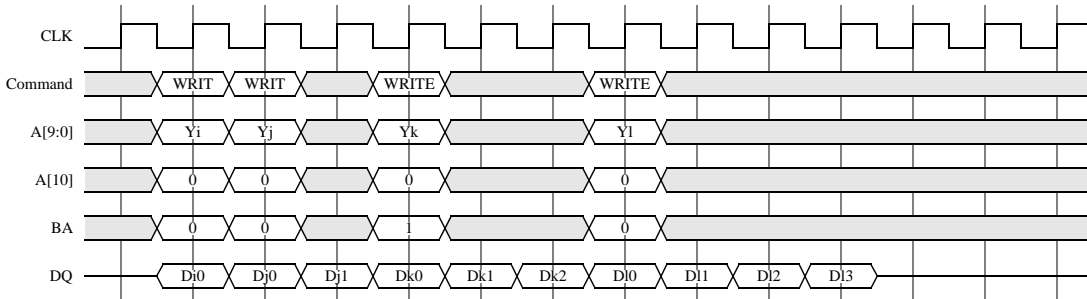 CLK
Command WRIT WRIT WRITE WRITE
A[9:0] Yi Yj Yk Yl
A[10] 0 0 0 0
BA 0 0 1 0
DQ Di0 Dj0 Dj1 Dk0 Dk1 Dk2 Dl0 Dl1 Dl2 Dl3